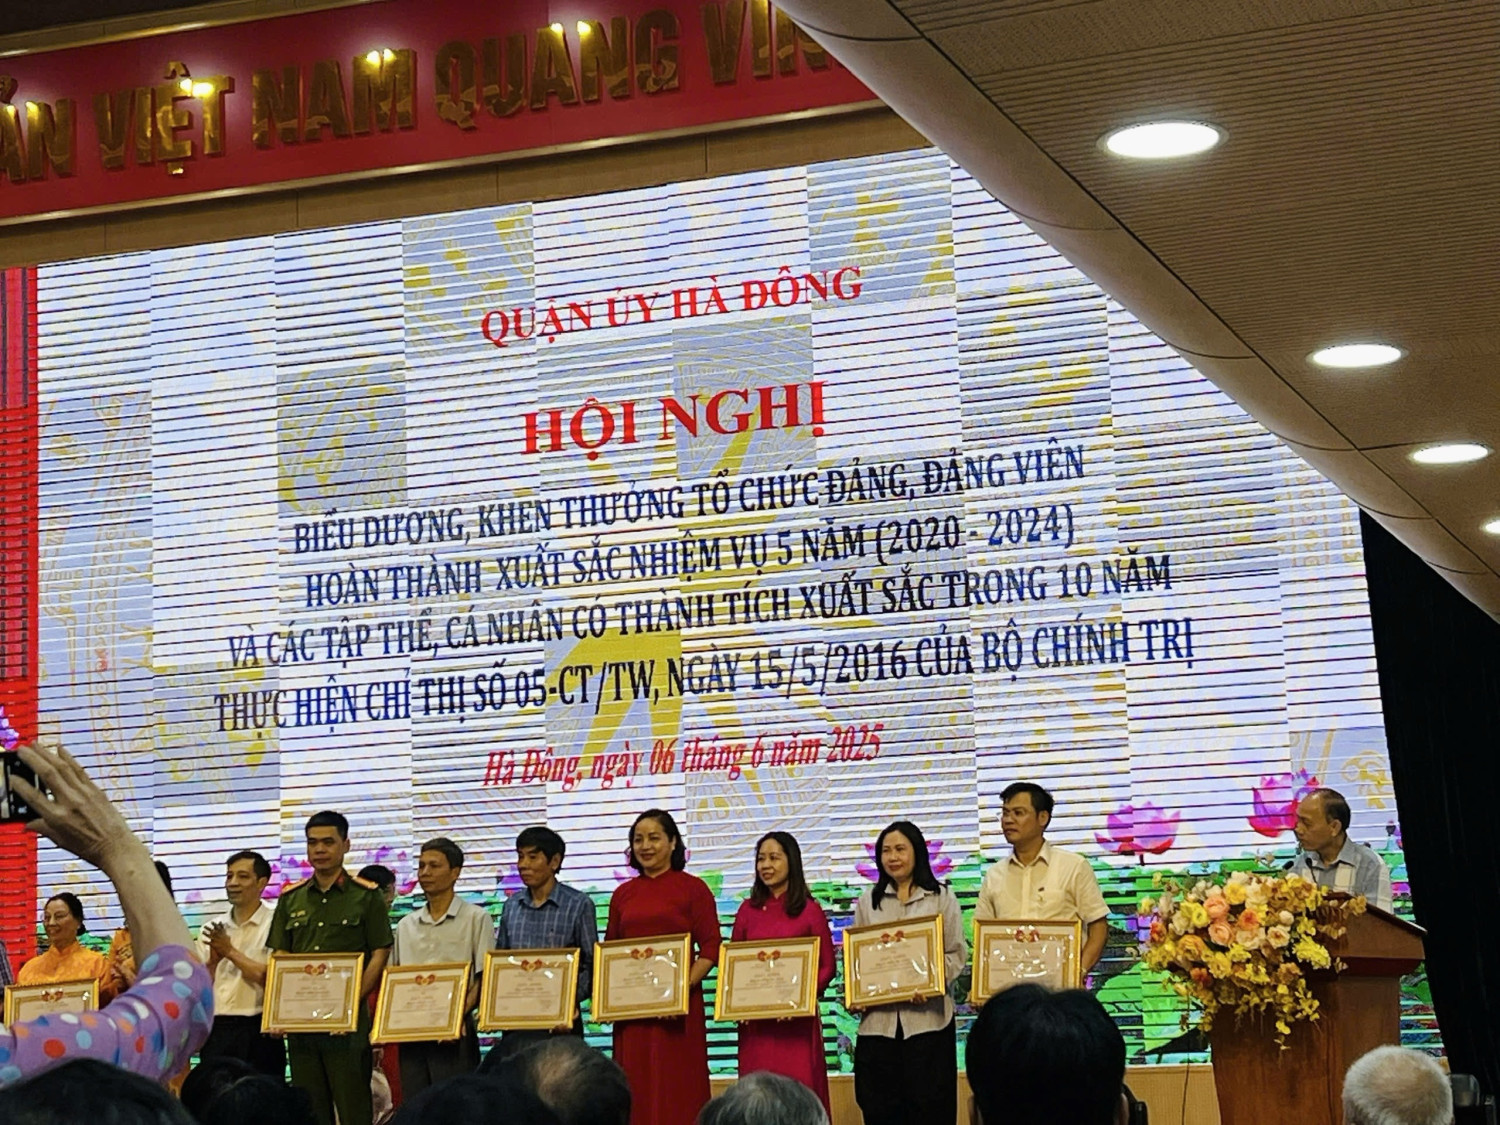 VIỆT NAM QUANG
QUẬN ỦY HÀ ĐÔNG
HỘI NGHỊ
BIỂU DƯƠNG, KHEN THƯỞNG TỔ CHỨC ĐẢNG, ĐẢNG VIÊN
HOÀN THÀNH XUẤT SẮC NHIỆM VỤ 5 NĂM (2020 - 2024)
VÀ CÁC TẬP THỂ, CÁ NHÂN CÓ THÀNH TÍCH XUẤT SẮC TRONG 10 NĂM
THỰC HIỆN CHỈ THỊ SỐ 05-CT/TW, NGÀY 15/5/2016 CỦA BỘ CHÍNH TRỊ
Hà Đông, ngày 06 tháng 6 năm 2025